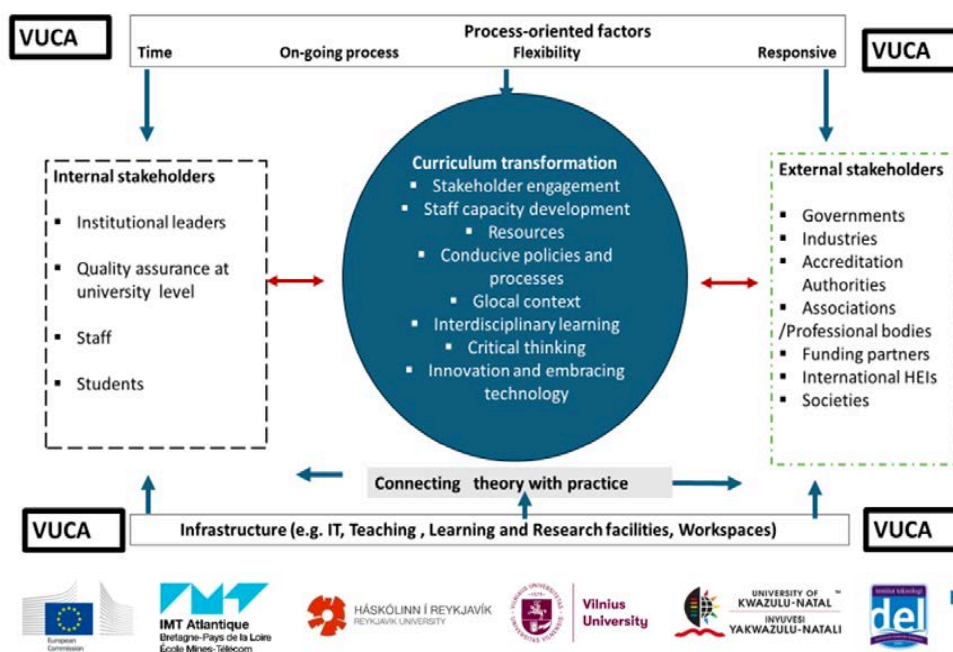 VUCA
Process-oriented factors
Time On-going process Flexibility Responsive
VUCA
Internal stakeholders
▪ Institutional leaders
▪ Quality assurance at
university level
▪ Staff
▪ Students
Curriculum transformation
▪ Stakeholder engagement
▪ Staff capacity development
▪ Resources
▪ Conducive policies and
processes
▪ Glocal context
▪ Interdisciplinary learning
▪ Critical thinking
▪ Innovation and embracing
technology
External stakeholders
▪ Governments
▪ Industries
▪ Accreditation
Authorities
▪ Associations
/Professional bodies
▪ Funding partners
▪ International HEIs
▪ Societies
Connecting theory with practice
VUCA
Infrastructure (e.g. IT, Teaching , Learning and Research facilities, Workspaces)
VUCA
European
Commission
IMT Atlantique
Bretagne-Pays de la Loire
École Mines-Télécom
HÁSKÓLINN Í REYKJAVÍK
REYKJAVIK UNIVERSITY
Vilnius
University
UNIVERSITY OF
KWAZULU-NATAL
™
INYUVESI
YAKWAZULU-NATALI
del